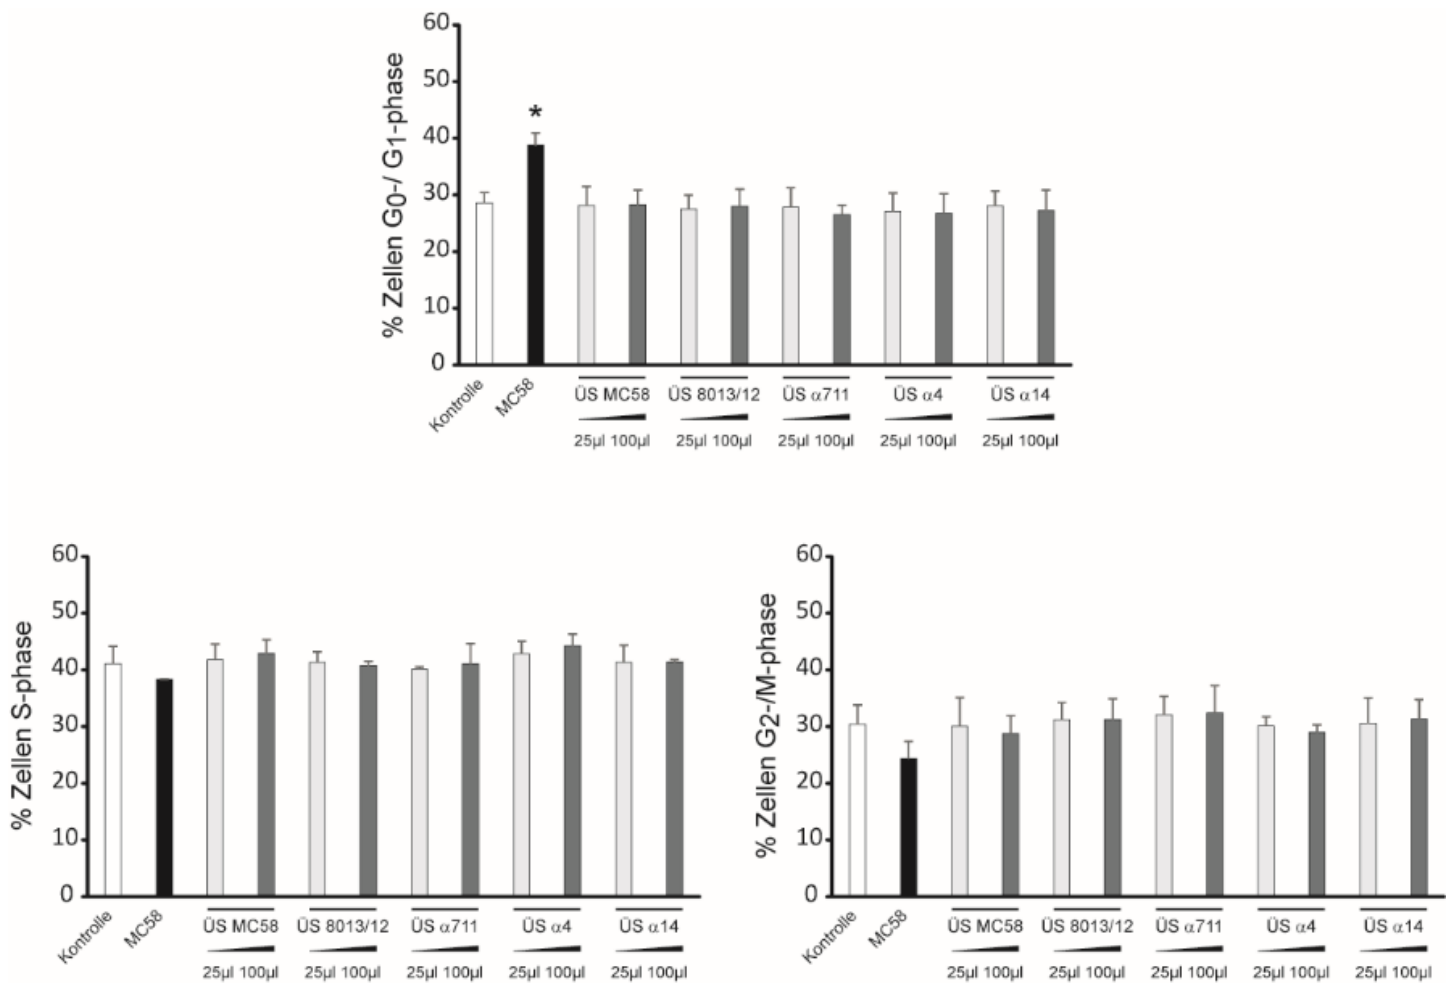 % Zellen G0-/ G1-phase
60
50
40
30
20
10
0
*
Kontrolle
MC58
ÜS MC58 ÜS 8013/12 ÜS α711 ÜS α4 ÜS α14
25µl 100µl 25µl 100µl 25µl 100µl 25µl 100µl 25µl 100µl
% Zellen S-phase
60
50
40
30
20
10
0
Kontrolle
MC58
ÜS MC58 ÜS 8013/12 ÜS α711 ÜS α4 ÜS α14
25µl 100µl 25µl 100µl 25µl 100µl 25µl 100µl 25µl 100µl
% Zellen G2-/M-phase
60
50
40
30
20
10
0
Kontrolle
MC58
ÜS MC58 ÜS 8013/12 ÜS α711 ÜS α4 ÜS α14
25µl 100µl 25µl 100µl 25µl 100µl 25µl 100µl 25µl 100µl